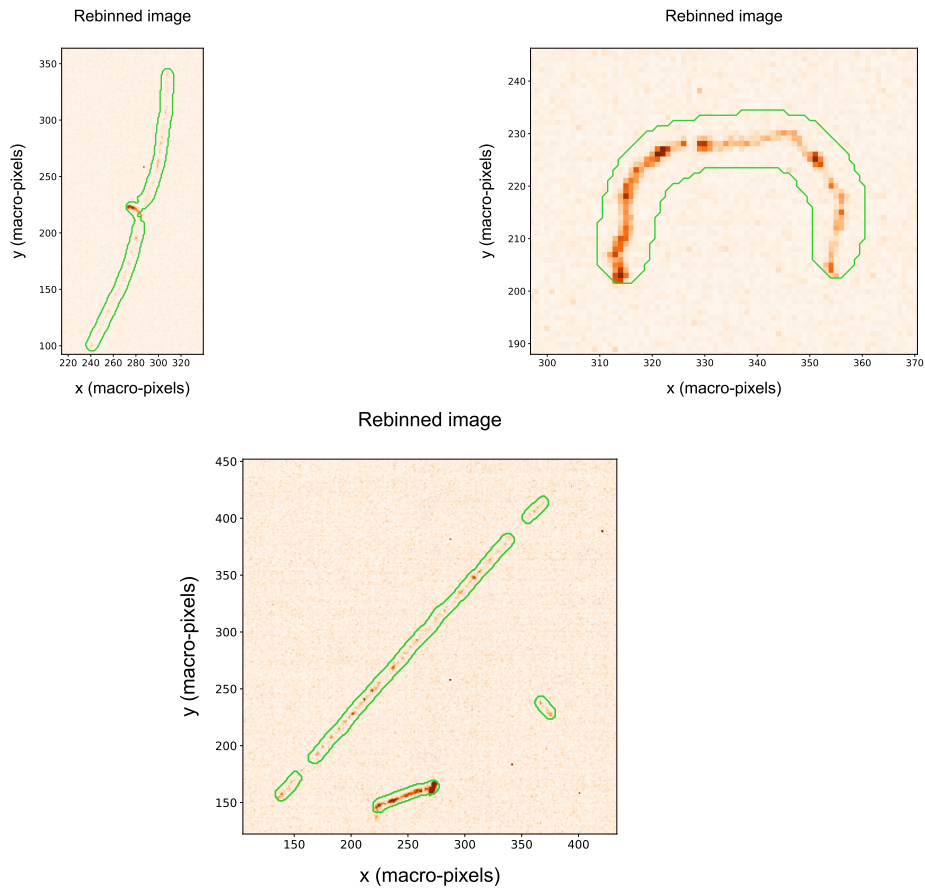 Rebinned image
350
300
250
200
150
100
220 240 260 280 300 320
y (macro-pixels)
x (macro-pixels)
Rebinned image
240
230
220
210
200
190
300 310 320 330 340 350 360 370
y (macro-pixels)
x (macro-pixels)
Rebinned image
450
400
350
300
250
200
150
150 200 250 300 350 400
y (macro-pixels)
x (macro-pixels)